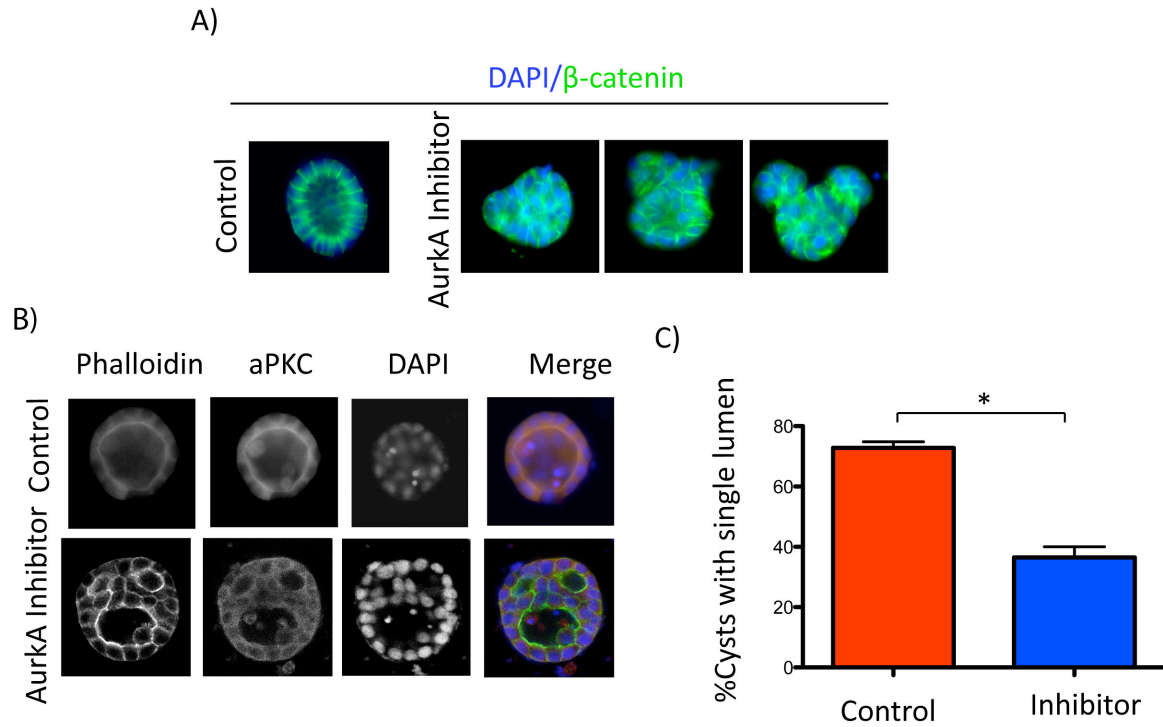 A)
DAPI/β-catenin
Control
AurkA Inhibitor
B)
Phalloidin aPKC DAPI Merge
Control
AurkA Inhibitor
C)
%Cysts with single lumen
*
80
60
40
20
0
Control Inhibitor